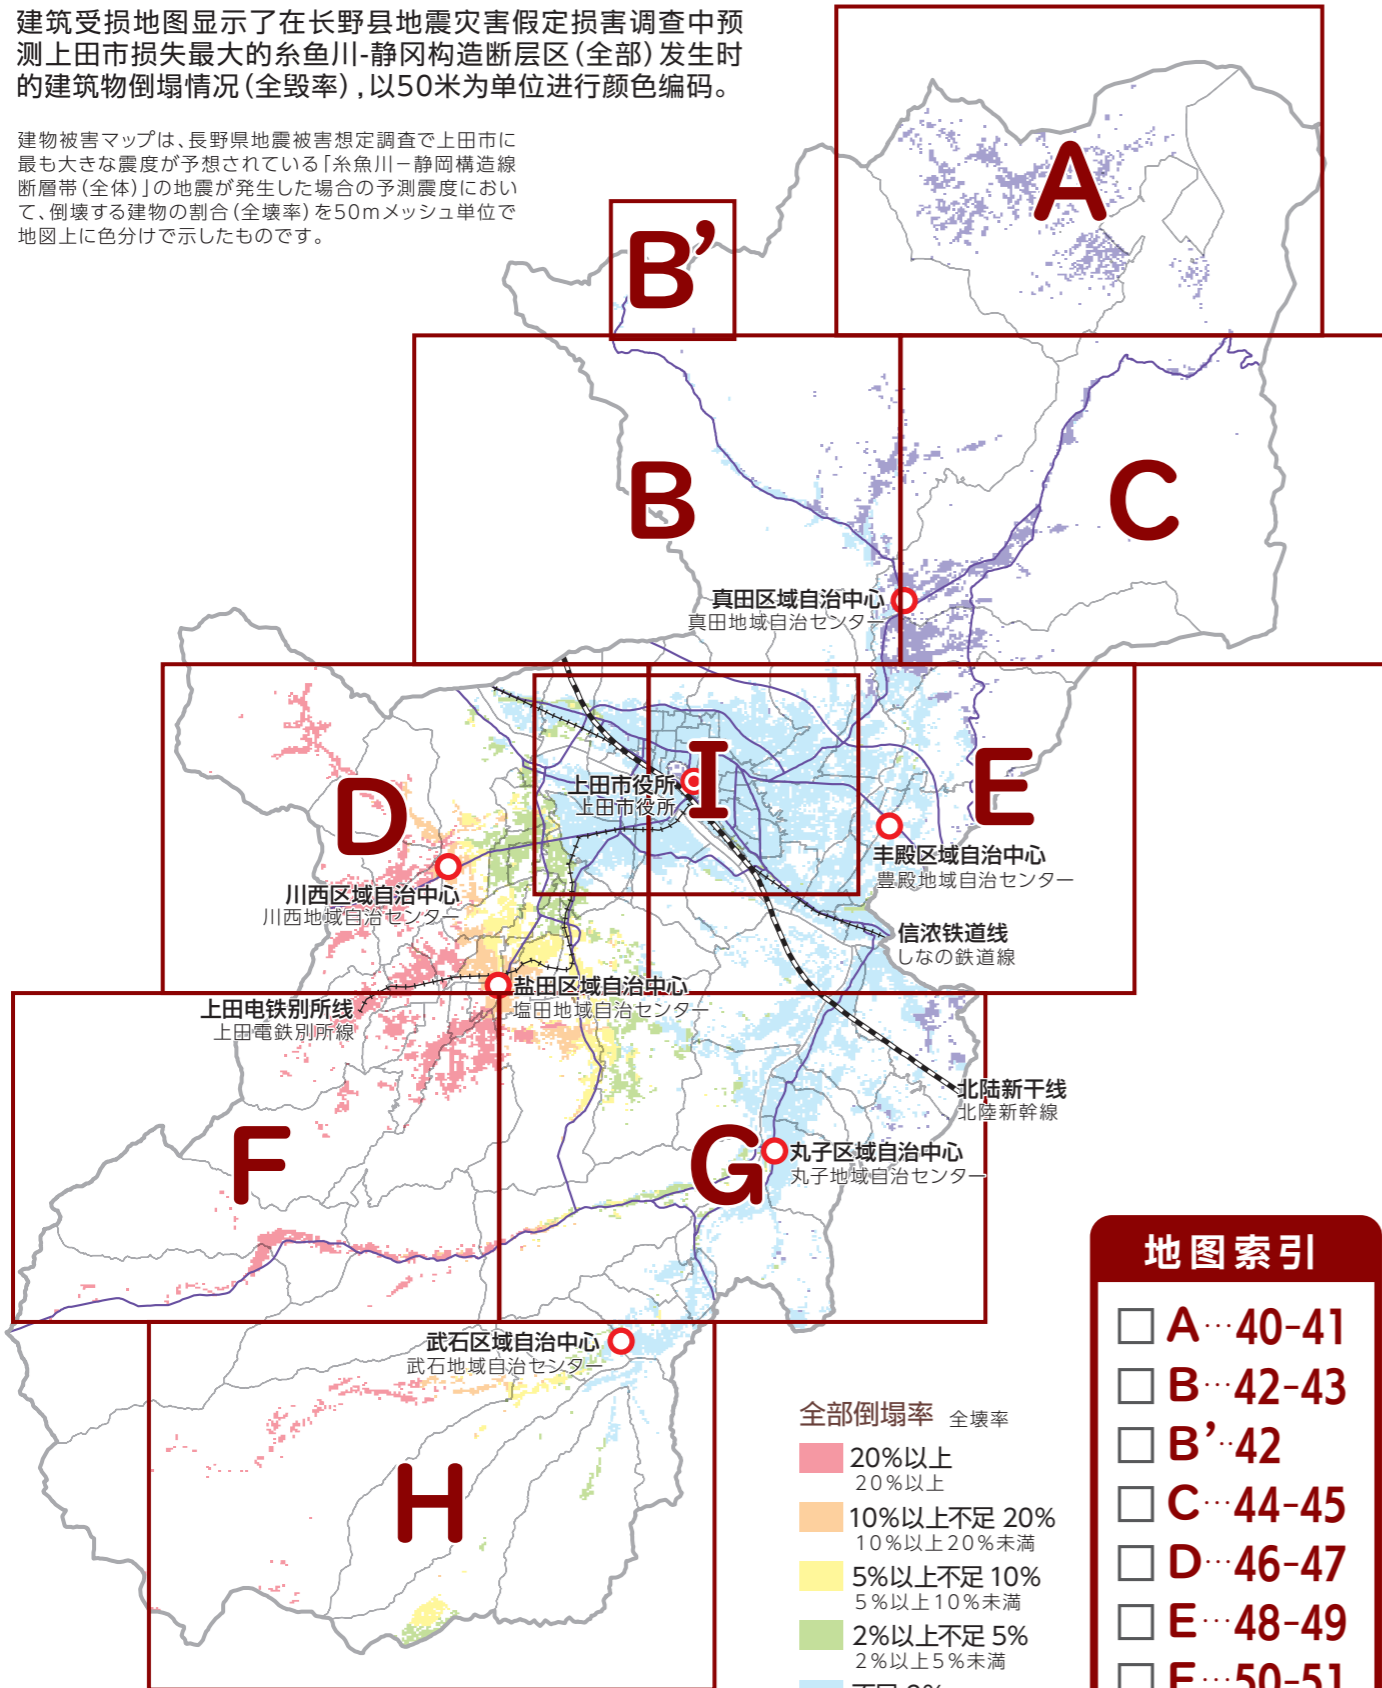 建筑受损地图显示了在长野县地震灾害假定损害调查中预
测上田市损失最大的糸鱼川-静冈构造断层区（全部）发生时
的建筑物倒塌情况（全毁率），以50米为单位进行颜色编码。
建物被害マップは、長野県地震被害想定調査で上田市に
最も大きな震度が予想されている「糸魚川－静岡構造線
断層帯（全体）」の地震が発生した場合の予測震度におい
て、倒壊する建物の割合（全壊率）を50mメッシュ単位で
地図上に色分けで示したものです。
A
B’
B
C
真田区域自治中心
真田地域自治センター
D
I
E
上田市役所
上田市役所
丰殿区域自治中心
豊殿地域自治センター
川西区域自治中心
川西地域自治センター
信浓铁道线
しなの鉄道線
盐田区域自治中心
塩田地域自治センター
上田电铁别所线
上田電鉄別所線
北陆新干线
北陸新幹線
F
G
丸子区域自治中心
丸子地域自治センター
武石区域自治中心
武石地域自治センター
H
全部倒塌率 全壊率
20%以上
20%以上
10%以上不足 20%
10%以上20%未満
5%以上不足 10%
5%以上10%未満
2%以上不足 5%
2%以上5%未満
地图索引
A…40-41
B…42-43
B’‥42
C…44-45
D…46-47
E…48-49
F…50-51